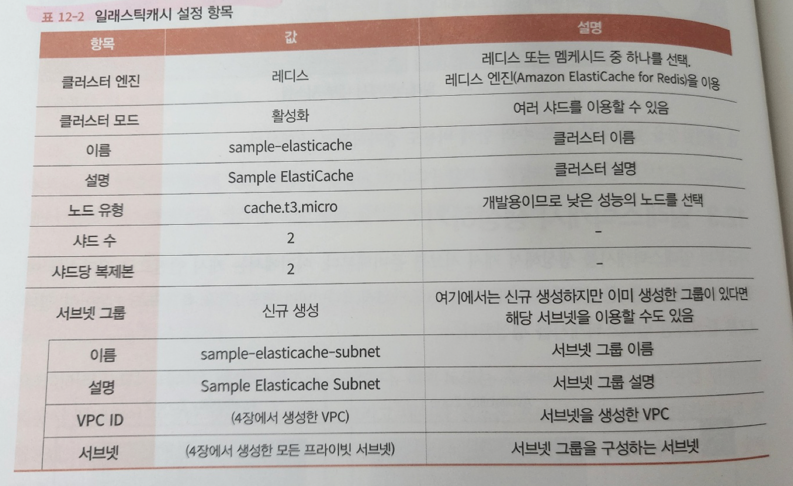 표 12-2 일래스틱캐시 설정 항목
항목 값 설명
클러스터 엔진 레디스 레디스 또는 멤케시드 중 하나를 선택.
레디스 엔진(Amazon ElastiCache for Redis)을 이용
클러스터 모드 활성화 여러 샤드를 이용할 수 있음
이름 sample-elasticache 클러스터 이름
설명 Sample ElastiCache 클러스터 설명
노드 유형 cache.t3.micro 개발용이므로 낮은 성능의 노드를 선택
샤드 수 2 –
샤드당 복제본 2 –
서브넷 그룹 신규 생성 여기에서는 신규 생성하지만 이미 생성한 그룹이 있다면
해당 서브넷을 이용할 수도 있음
이름 sample-elasticache-subnet 서브넷 그룹 이름
설명 Sample Elasticache Subnet 서브넷 그룹 설명
VPC ID (4장에서 생성한 VPC) 서브넷을 생성한 VPC
서브넷 (4장에서 생성한 모든 프라이빗 서브넷) 서브넷 그룹을 구성하는 서브넷